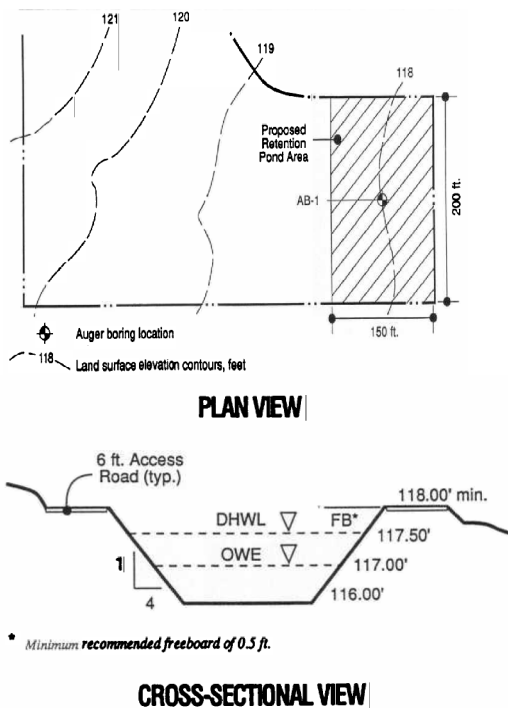 121
120
119
118
Proposed
Retention
Pond Area
AB-1
200 ft.
150 ft.
Auger boring location
118 Land surface elevation contours, feet
PLAN VIEW
6 ft. Access
Road (typ.)
118.00' min.
DHWL
FB*
117.50'
OWE
117.00'
1
4
116.00'
* Minimum recommended freeboard of 0.5 ft.
CROSS-SECTIONAL VIEW